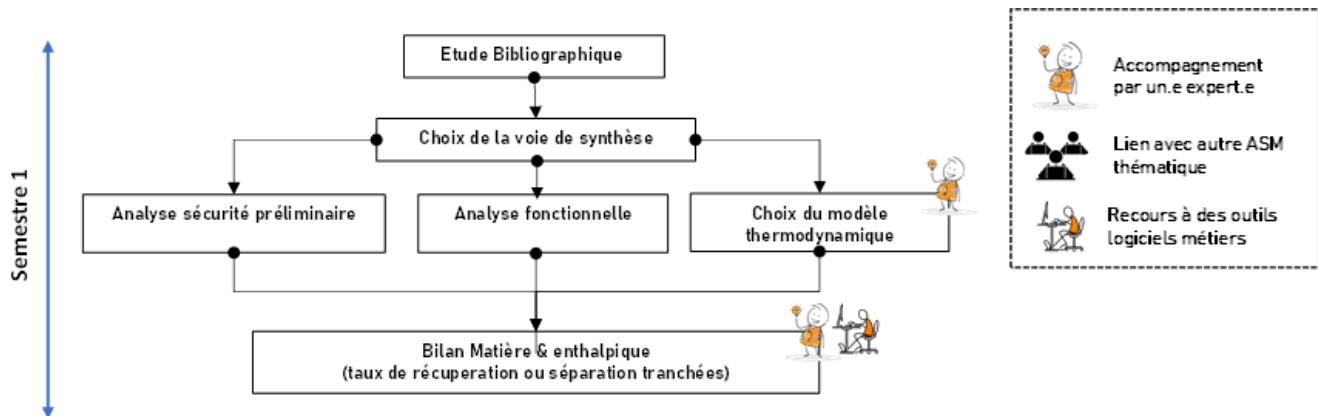 Semestre 1
Etude Bibliographique
Choix de la voie de synthèse
Analyse sécurité préliminaire
Analyse fonctionnelle
Choix du modèle
thermodynamique
Bilan Matière & enthalpique
(taux de récuperation ou séparation tranchées)
Accompagnement
par un.e expert.e
Lien avec autre ASM
thématique
Recours à des outils
logiciels métiers